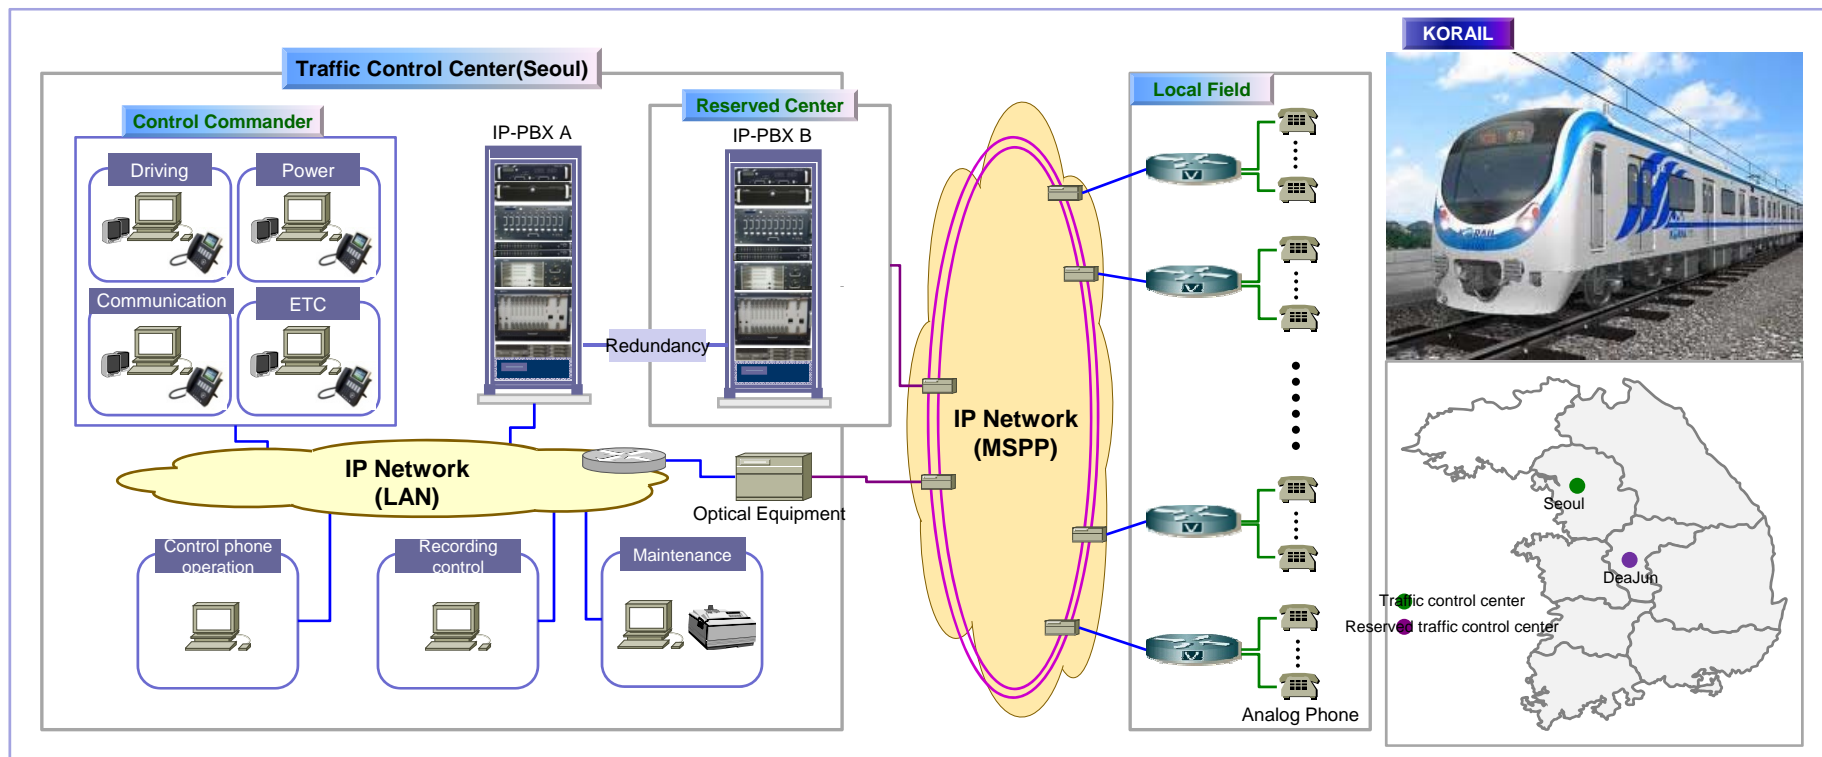 KORAIL
Traffic Control Center(Seoul)
Reserved Center
Local Field
Control Commander
IP-PBX A
IP-PBX B
Driving
Power
Communication
ETC
Redundancy
IP Network
(MSPP)
IP Network
(LAN)
Optical Equipment
Control phone
operation
Recording
control
Maintenance
Analog Phone
KORAIL
KORAIL
Seoul
DeaJun
Traffic control center
Reserved traffic control center